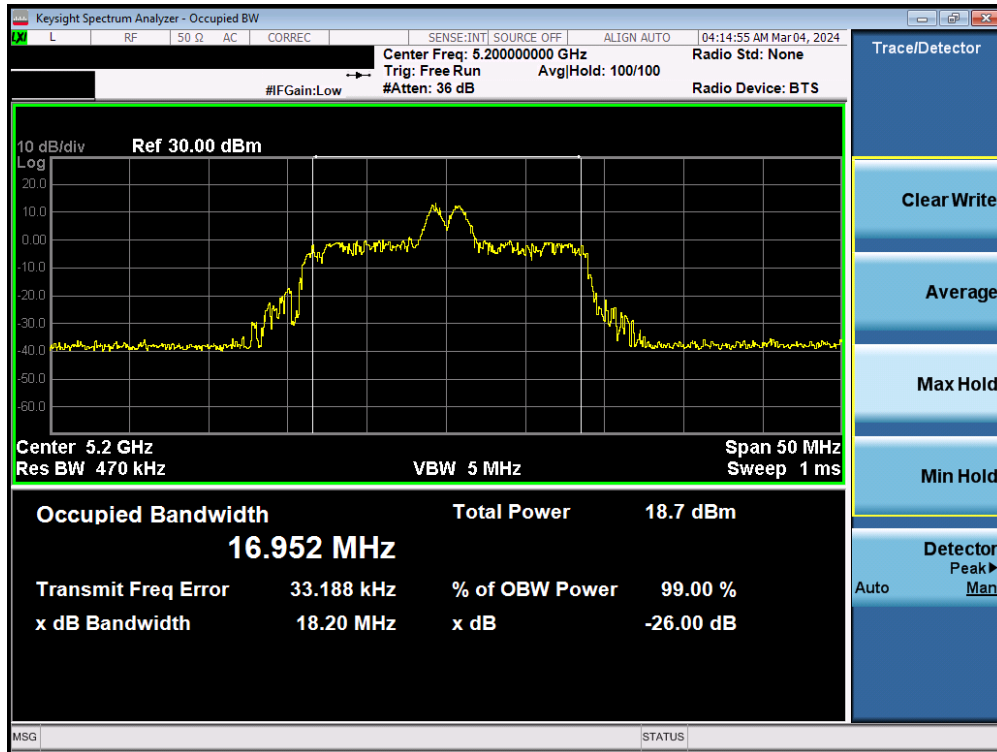 Keysight Spectrum Analyzer - Occupied BW
LXI L RF 50 Ω AC CORREC SENSE:INT SOURCE OFF ALIGN AUTO 04:14:55 AM Mar 04, 2024
Center Freq: 5.200000000 GHz Radio Std: None
Trig: Free Run Avg|Hold: 100/100
#IFGain:Low #Atten: 36 dB Radio Device: BTS
10 dB/div Ref 30.00 dBm
Log
20.0
10.0
0.00
-10.0
-20.0
-30.0
-40.0
-50.0
-60.0
Center 5.2 GHz Span 50 MHz
Res BW 470 kHz VBW 5 MHz Sweep 1 ms
Occupied Bandwidth Total Power 18.7 dBm
16.952 MHz
Transmit Freq Error 33.188 kHz % of OBW Power 99.00 %
x dB Bandwidth 18.20 MHz x dB -26.00 dB
MSG STATUS
Trace/Detector
Clear Write
Average
Max Hold
Min Hold
Detector
Peak▶
Auto Man